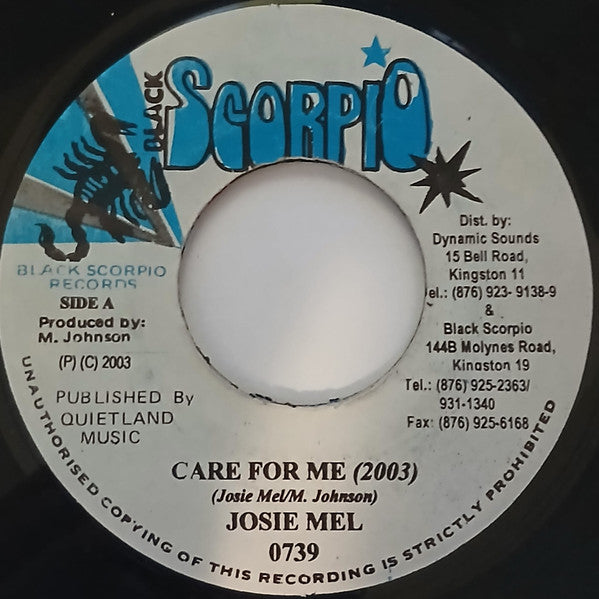 BLACK
SCORPIO
BLACK SCORPIO
RECORDS
SIDE A
Produced by:
M. Johnson
(P) (C) 2003
PUBLISHED By
QUIETLAND
MUSIC
Dist. by:
Dynamic Sounds
15 Bell Road,
Kingston 11
el.: (876) 923- 9138-9
&
Black Scorpio
144B Molynes Road,
Kingston 19
Tel.: (876) 925-2363/
931-1340
Fax: (876) 925-6168
CARE FOR ME (2003)
(Josie Mel/M. Johnson)
JOSIE MEL
0739
UNAUTHORISED COPYING OF THIS RECORDING IS STRICTLY PROHIBITED